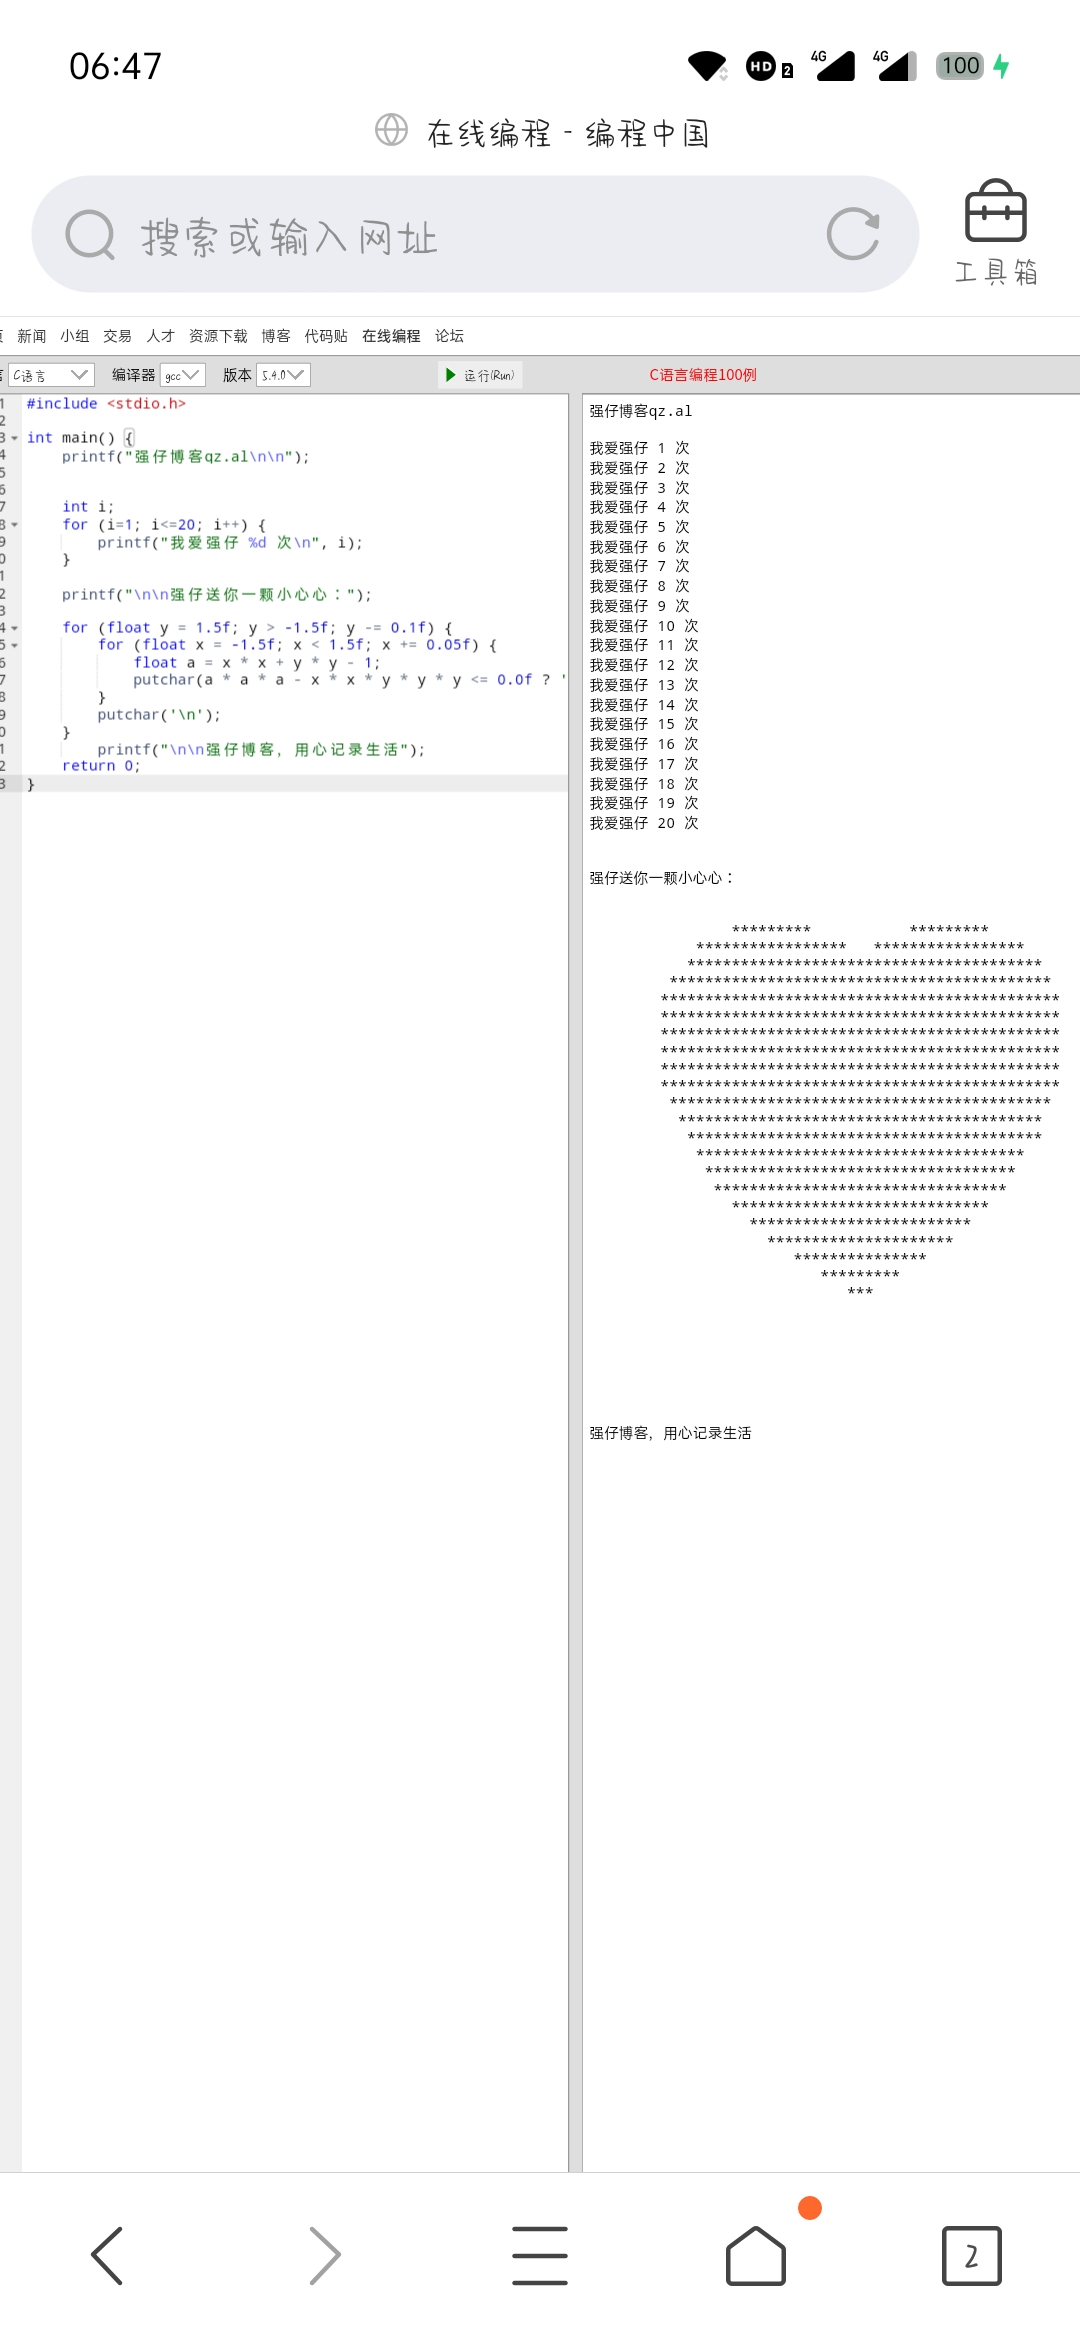 06:47
HD 2 4G 4G 100
在线编程 - 编程中国
搜索或输入网址
工具箱
新闻 小组 交易 人才 资源下载 博客 代码贴 在线编程 论坛
C语言 编译器 gcc 版本 5.4.0 运行(Run) C语言编程100例
1 #include <stdio.h>
2
3 int main() {
4     printf("强仔博客qz.al\n\n");
5
6
7     int i;
8     for (i=1; i<=20; i++) {
9         printf("我爱强仔 %d 次\n", i);
0     }
1
2     printf("\n\n强仔送你一颗小心心：");
3
4     for (float y = 1.5f; y > -1.5f; y -= 0.1f) {
5         for (float x = -1.5f; x < 1.5f; x += 0.05f) {
6             float a = x * x + y * y - 1;
7             putchar(a * a * a - x * x * y * y * y <= 0.0f ? '
8         }
9         putchar('\n');
0     }
1         printf("\n\n强仔博客，用心记录生活");
2     return 0;
3 }
强仔博客qz.al
我爱强仔 1 次
我爱强仔 2 次
我爱强仔 3 次
我爱强仔 4 次
我爱强仔 5 次
我爱强仔 6 次
我爱强仔 7 次
我爱强仔 8 次
我爱强仔 9 次
我爱强仔 10 次
我爱强仔 11 次
我爱强仔 12 次
我爱强仔 13 次
我爱强仔 14 次
我爱强仔 15 次
我爱强仔 16 次
我爱强仔 17 次
我爱强仔 18 次
我爱强仔 19 次
我爱强仔 20 次
强仔送你一颗小心心：
                *********           *********
            *****************   *****************
           ****************************************
         *******************************************
        *********************************************
        *********************************************
        *********************************************
        *********************************************
        *********************************************
        *********************************************
         *******************************************
          *****************************************
           ****************************************
            *************************************
             ***********************************
              *********************************
                *****************************
                  *************************
                    *********************
                       ***************
                          *********
                             ***
强仔博客，用心记录生活
2